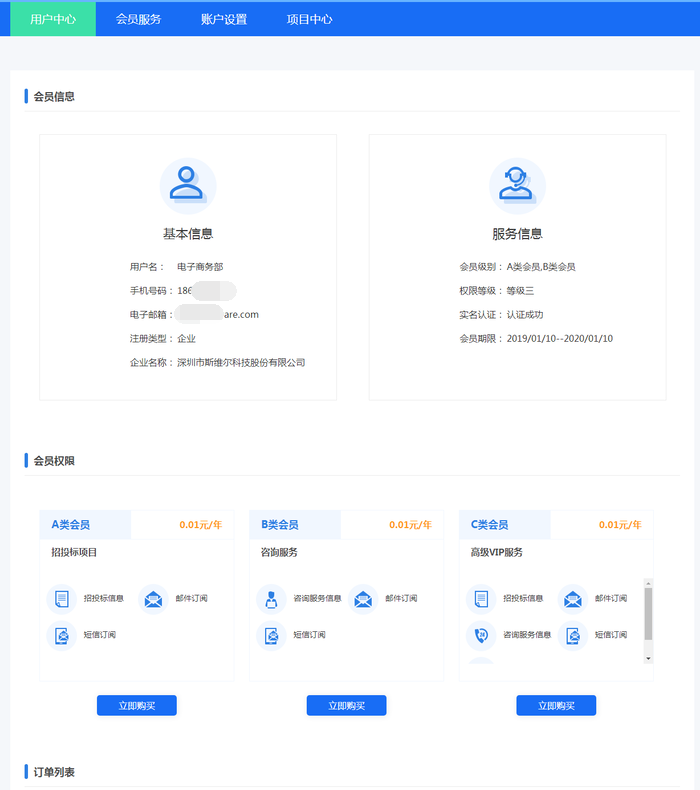 用户中心 会员服务 账户设置 项目中心
会员信息
基本信息
用户名： 电子商务部
手机号码： 186
电子邮箱： are.com
注册类型： 企业
企业名称： 深圳市斯维尔科技股份有限公司
服务信息
会员级别： A类会员,B类会员
权限等级： 等级三
实名认证： 认证成功
会员期限： 2019/01/10--2020/01/10
会员权限
A类会员 0.01元/年
招投标项目
招投标信息 邮件订阅
短信订阅
立即购买
B类会员 0.01元/年
咨询服务
咨询服务信息 邮件订阅
短信订阅
立即购买
C类会员 0.01元/年
高级VIP服务
招投标信息 邮件订阅
咨询服务信息 短信订阅
立即购买
订单列表